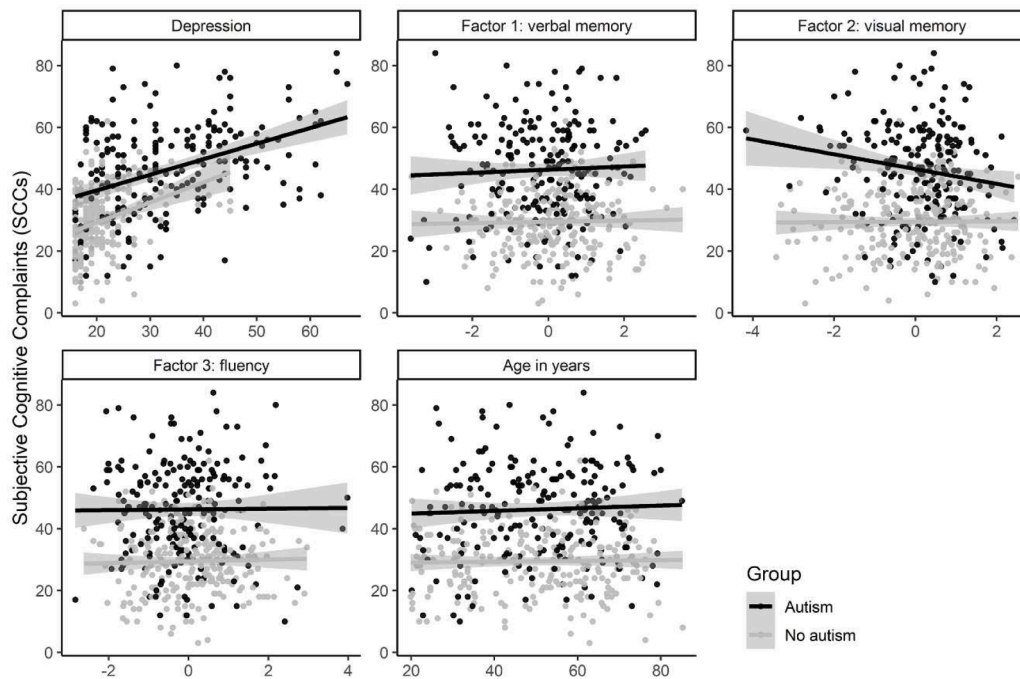 Depression
Factor 1: verbal memory
Factor 2: visual memory
80
60
40
20
0
20 30 40 50 60
-2 0 2
-4 -2 0 2
Subjective Cognitive Complaints (SCCs)
Factor 3: fluency
Age in years
80
60
40
20
0
-2 0 2 4
20 40 60 80
Group
Autism
No autism